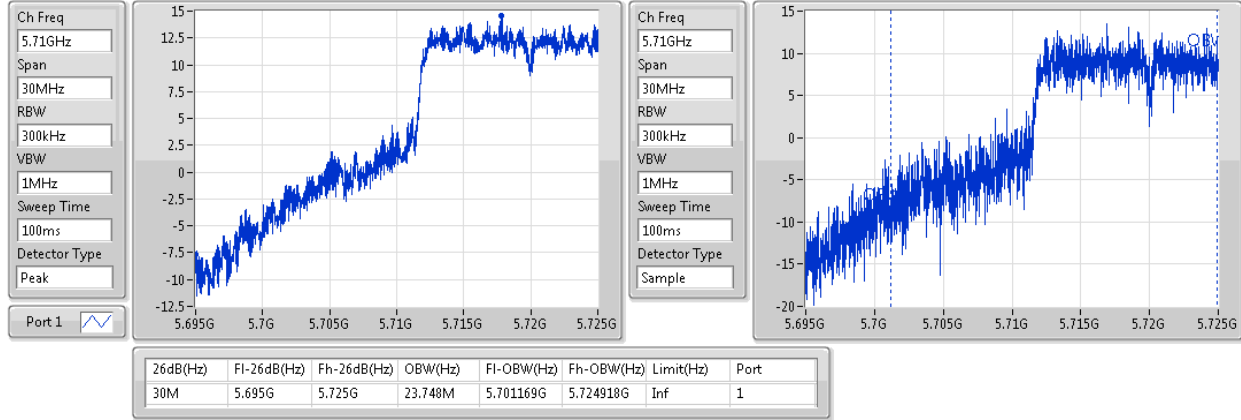 Ch Freq
5.71GHz
Span
30MHz
RBW
300kHz
VBW
1MHz
Sweep Time
100ms
Detector Type
Peak
Port 1
15
12.5
10
7.5
5
2.5
0
-2.5
-5
-7.5
-10
-12.5
5.695G 5.7G 5.705G 5.71G 5.715G 5.72G 5.725G
Ch Freq
5.71GHz
Span
30MHz
RBW
300kHz
VBW
1MHz
Sweep Time
100ms
Detector Type
Sample
15
10
5
0
-5
-10
-15
-20
5.695G 5.7G 5.705G 5.71G 5.715G 5.72G 5.725G
26dB(Hz) Fl-26dB(Hz) Fh-26dB(Hz) OBW(Hz) Fl-OBW(Hz) Fh-OBW(Hz) Limit(Hz) Port
30M 5.695G 5.725G 23.748M 5.701169G 5.724918G Inf 1